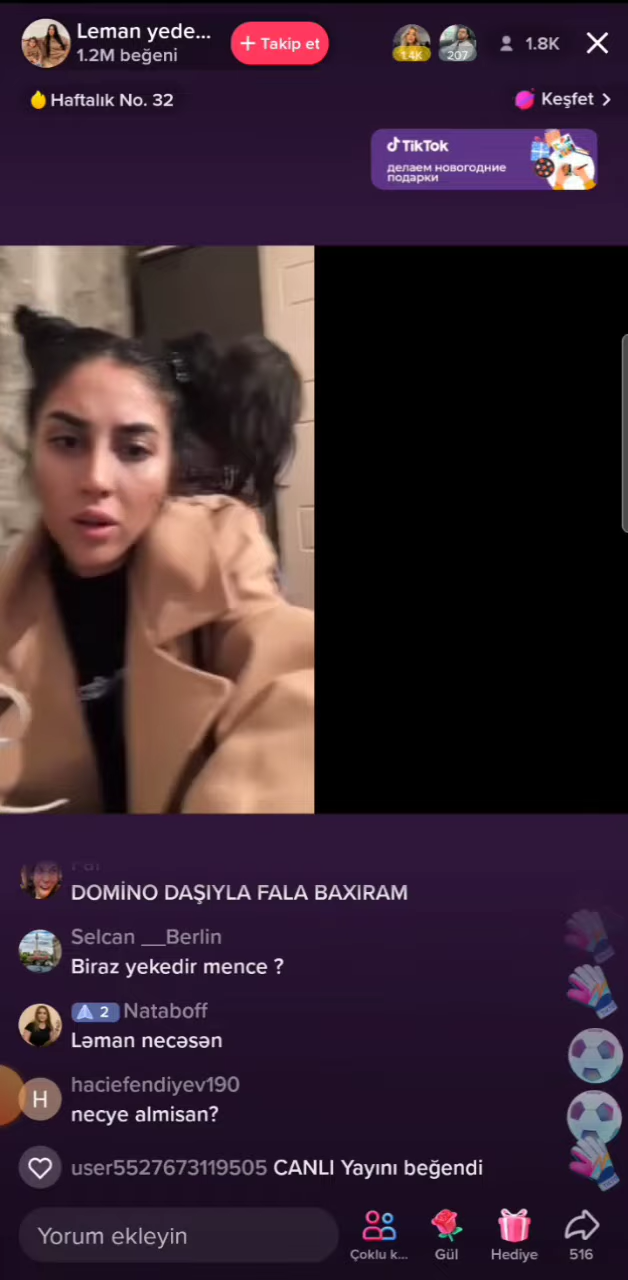 Leman yede...
1.2M beğeni
+ Takip et
1.4K
207
1.8K
Haftalık No. 32
Keşfet >
TikTok
делаем новогодние
подарки
DOMİNO DAŞIYLA FALA BAXIRAM
Selcan __Berlin
Biraz yekedir mence ?
2 Nataboff
Ləman necəsən
H
haciefendiyev190
necye almisan?
user5527673119505 CANLI Yayını beğendi
Yorum ekleyin
Çoklu k...
Gül
Hediye
516